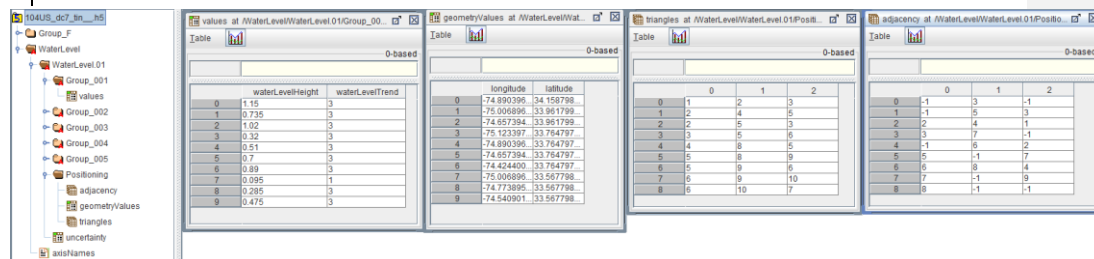 104US_dc7_tin__h5
Group_F
WaterLevel
WaterLevel.01
Group_001
values
Group_002
Group_003
Group_004
Group_005
Positioning
adjacency
geometryValues
triangles
uncertainty
axisNames
values at /WaterLevel/WaterLevel.01/Group_00...
Table
0-based
waterLevelHeight waterLevelTrend
0 1.15 3
1 0.735 3
2 1.02 3
3 0.32 3
4 0.51 3
5 0.7 3
6 0.89 3
7 0.095 1
8 0.285 3
9 0.475 3
geometryValues at /WaterLevel/Wat...
Table
0-based
longitude latitude
0 -74.890396... 34.158798...
1 -75.006896... 33.961799...
2 -74.657394... 33.961799...
3 -75.123397... 33.764797...
4 -74.890396... 33.764797...
5 -74.657394... 33.764797...
6 -74.424400... 33.764797...
7 -75.006896... 33.567798...
8 -74.773895... 33.567798...
9 -74.540901... 33.567798...
triangles at /WaterLevel/WaterLevel.01/Positi...
Table
0-based
0 1 2
0 1 2 3
1 2 4 5
2 2 5 3
3 3 5 6
4 4 8 5
5 5 8 9
6 5 9 6
7 6 9 10
8 6 10 7
adjacency at /WaterLevel/WaterLevel.01/Positio...
Table
0-based
0 1 2
0 -1 3 -1
1 -1 5 3
2 2 4 1
3 3 7 -1
4 -1 6 2
5 5 -1 7
6 6 8 4
7 7 -1 9
8 8 -1 -1